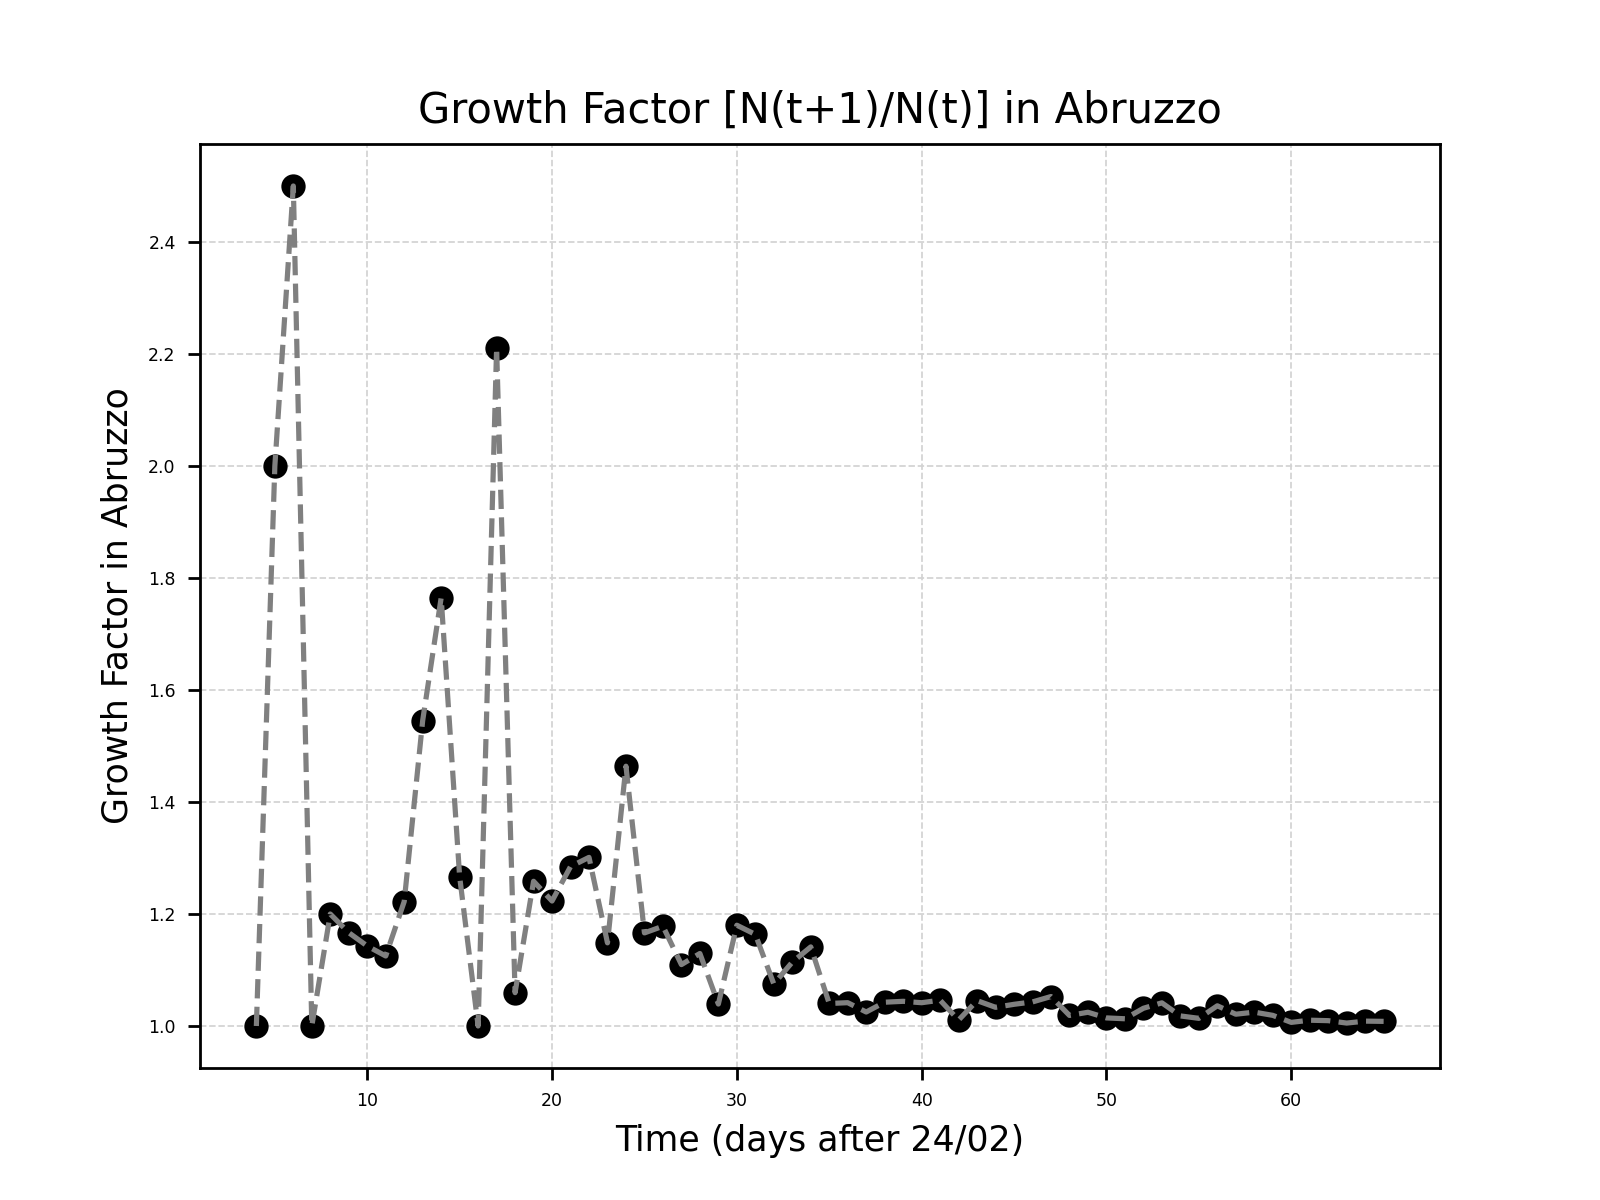 Growth Factor [N(t+1)/N(t)] in Abruzzo
Growth Factor in Abruzzo
2.4
2.2
2.0
1.8
1.6
1.4
1.2
1.0
10 20 30 40 50 60
Time (days after 24/02)